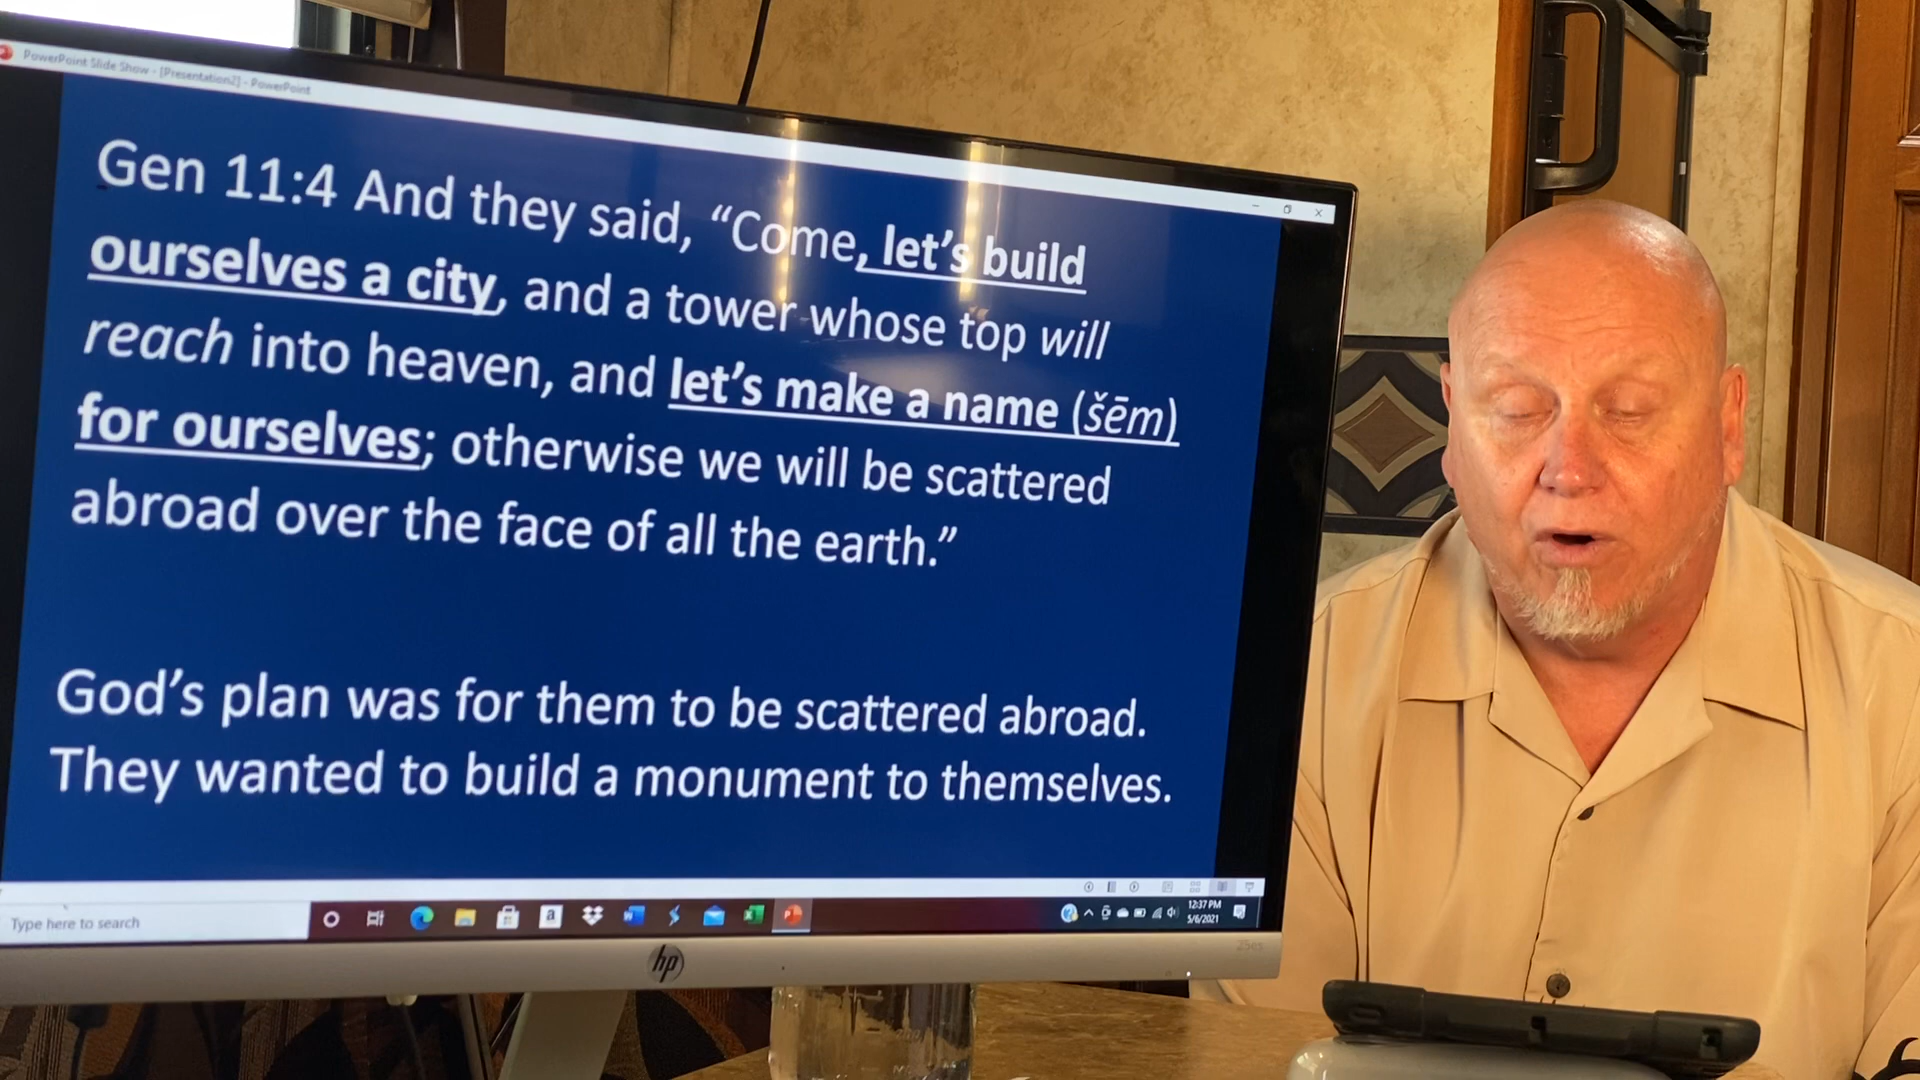 PowerPoint Slide Show - [Presentation2] - PowerPoint
Gen 11:4 And they said, “Come, let’s build
ourselves a city, and a tower whose top will
reach into heaven, and let’s make a name (šēm)
for ourselves; otherwise we will be scattered
abroad over the face of all the earth.”
God’s plan was for them to be scattered abroad.
They wanted to build a monument to themselves.
Type here to search
12:37 PM
5/6/2021
hp